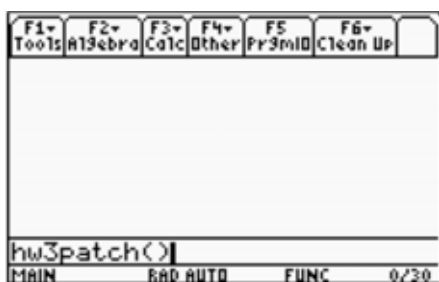 F1▾ F2▾ F3▾ F4▾ F5 F6▾
Tools Algebra Calc Other PrgmIO Clean Up
hw3patch()
MAIN RAD AUTO FUNC 0/30